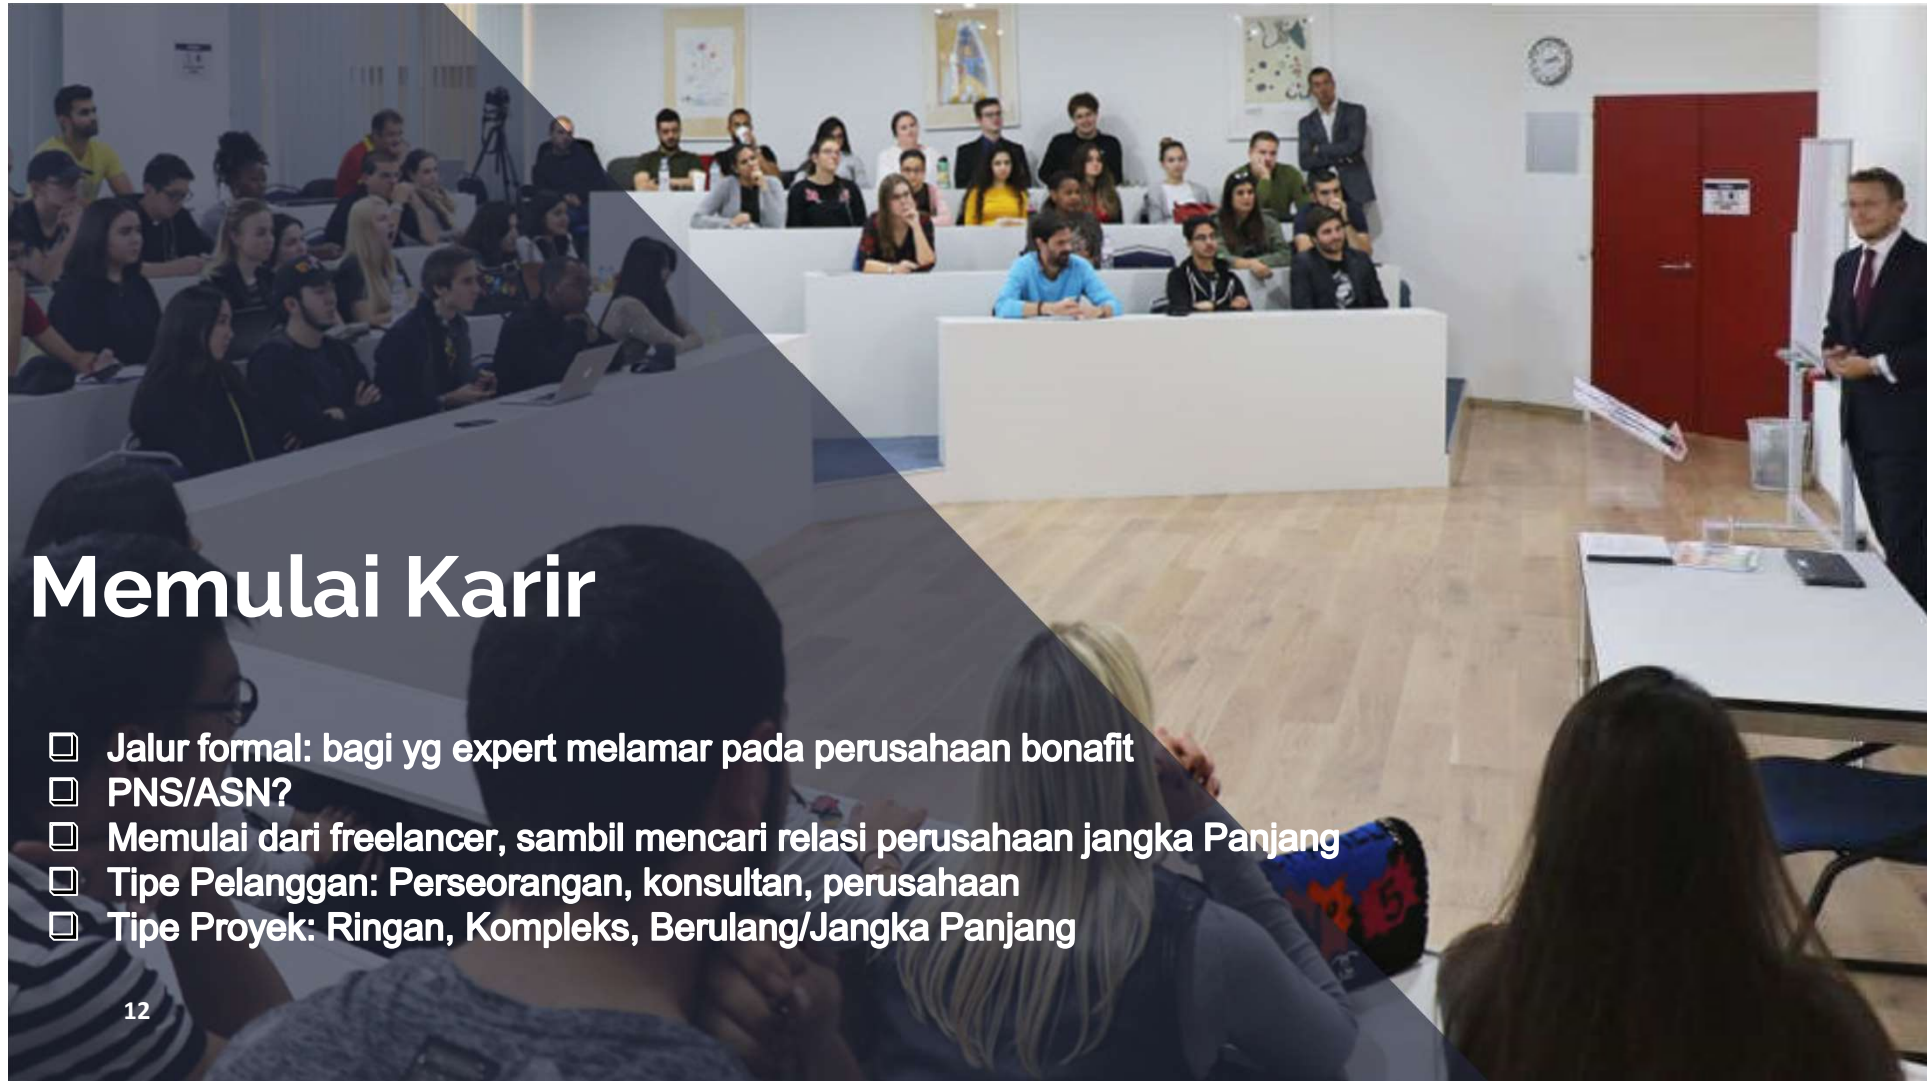 Memulai Karir
❑ Jalur formal: bagi yg expert melamar pada perusahaan bonafit
❑ PNS/ASN?
❑ Memulai dari freelancer, sambil mencari relasi perusahaan jangka Panjang
❑ Tipe Pelanggan: Perseorangan, konsultan, perusahaan
❑ Tipe Proyek: Ringan, Kompleks, Berulang/Jangka Panjang
12